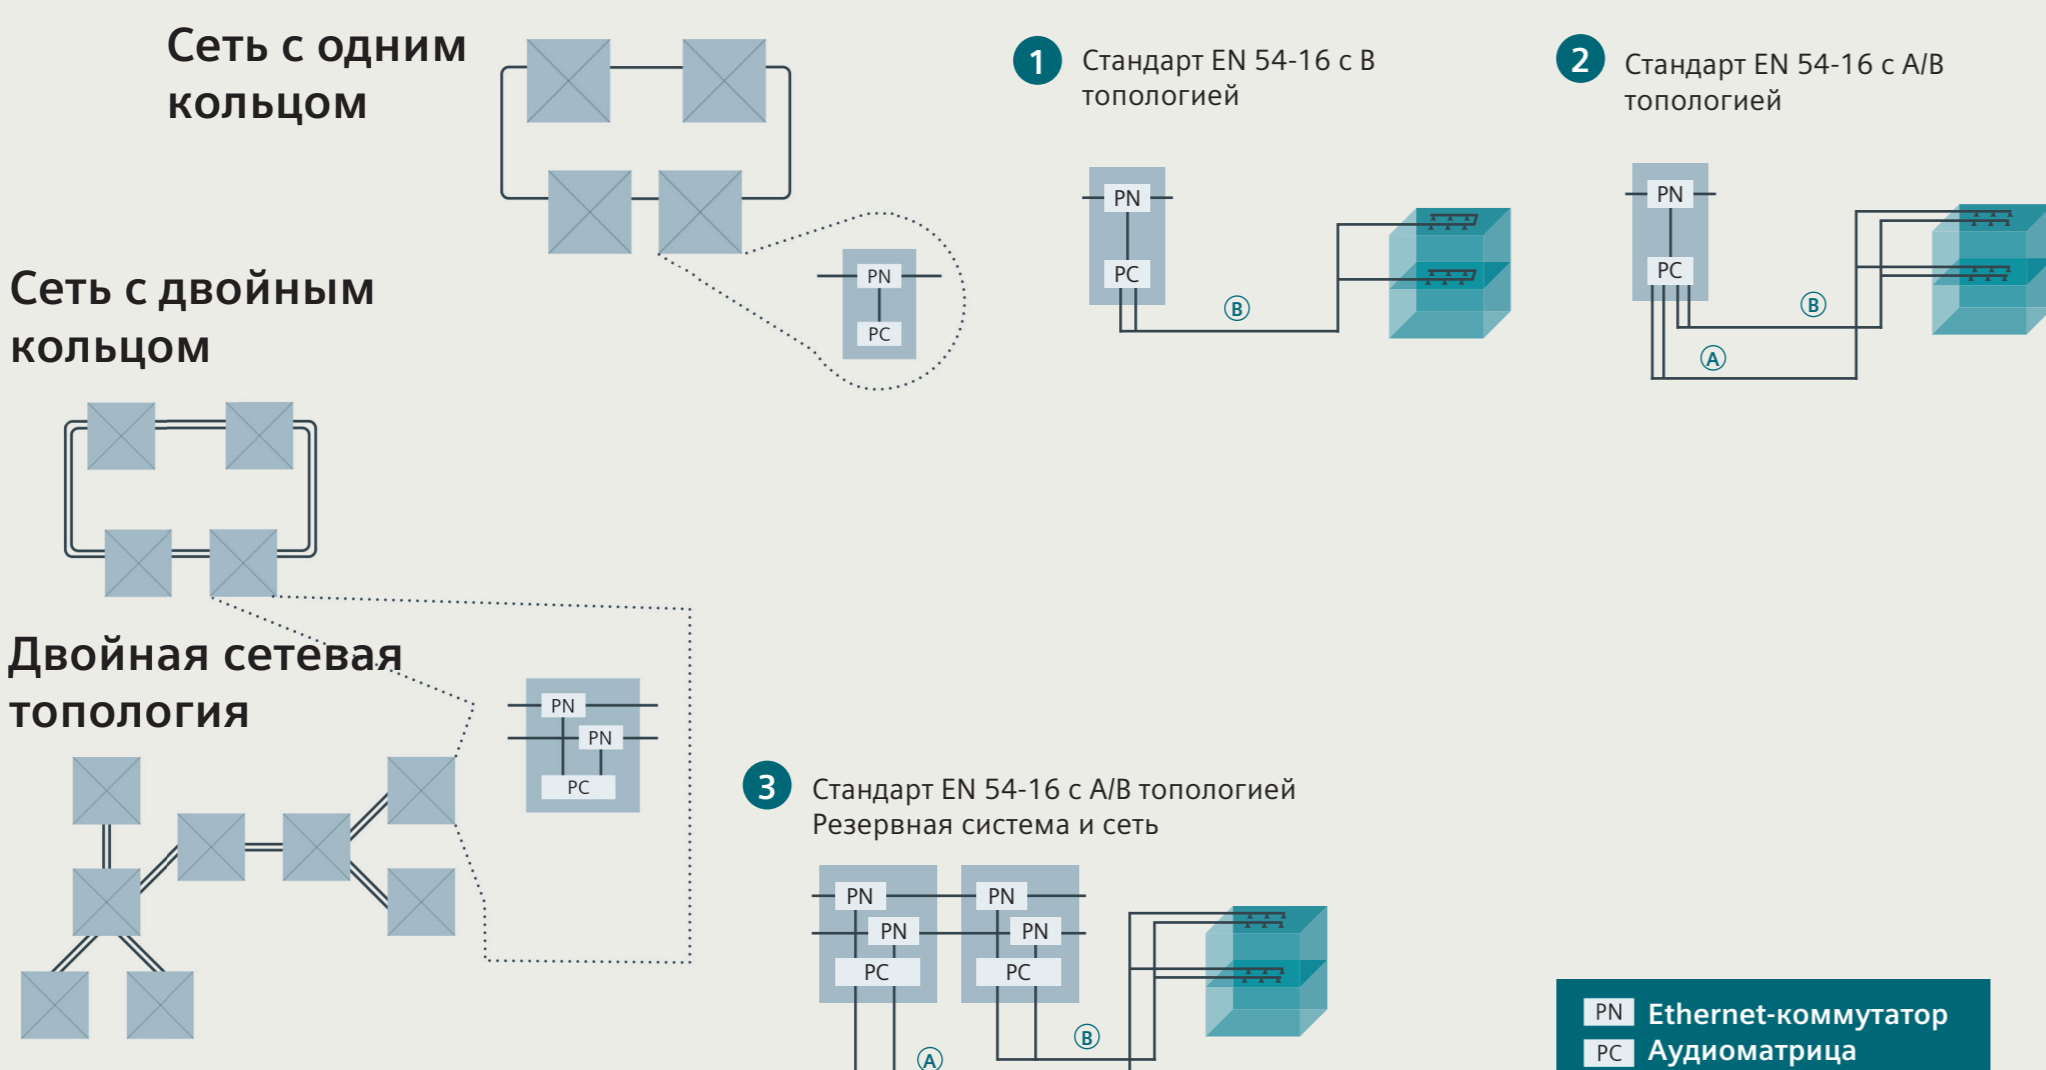 Сеть с одним
кольцом
PN
PC
Сеть с двойным
кольцом
Двойная сетевая
топология
PN
PN
PC
1
Стандарт EN 54-16 с B
топологией
PN
PC
B
2
Стандарт EN 54-16 с A/B
топологией
PN
PC
B
A
3
Стандарт EN 54-16 с A/B топологией
Резервная система и сеть
PN
PN
PN
PN
PC
PC
B
A
PN Ethernet-коммутатор
PC Аудиоматрица